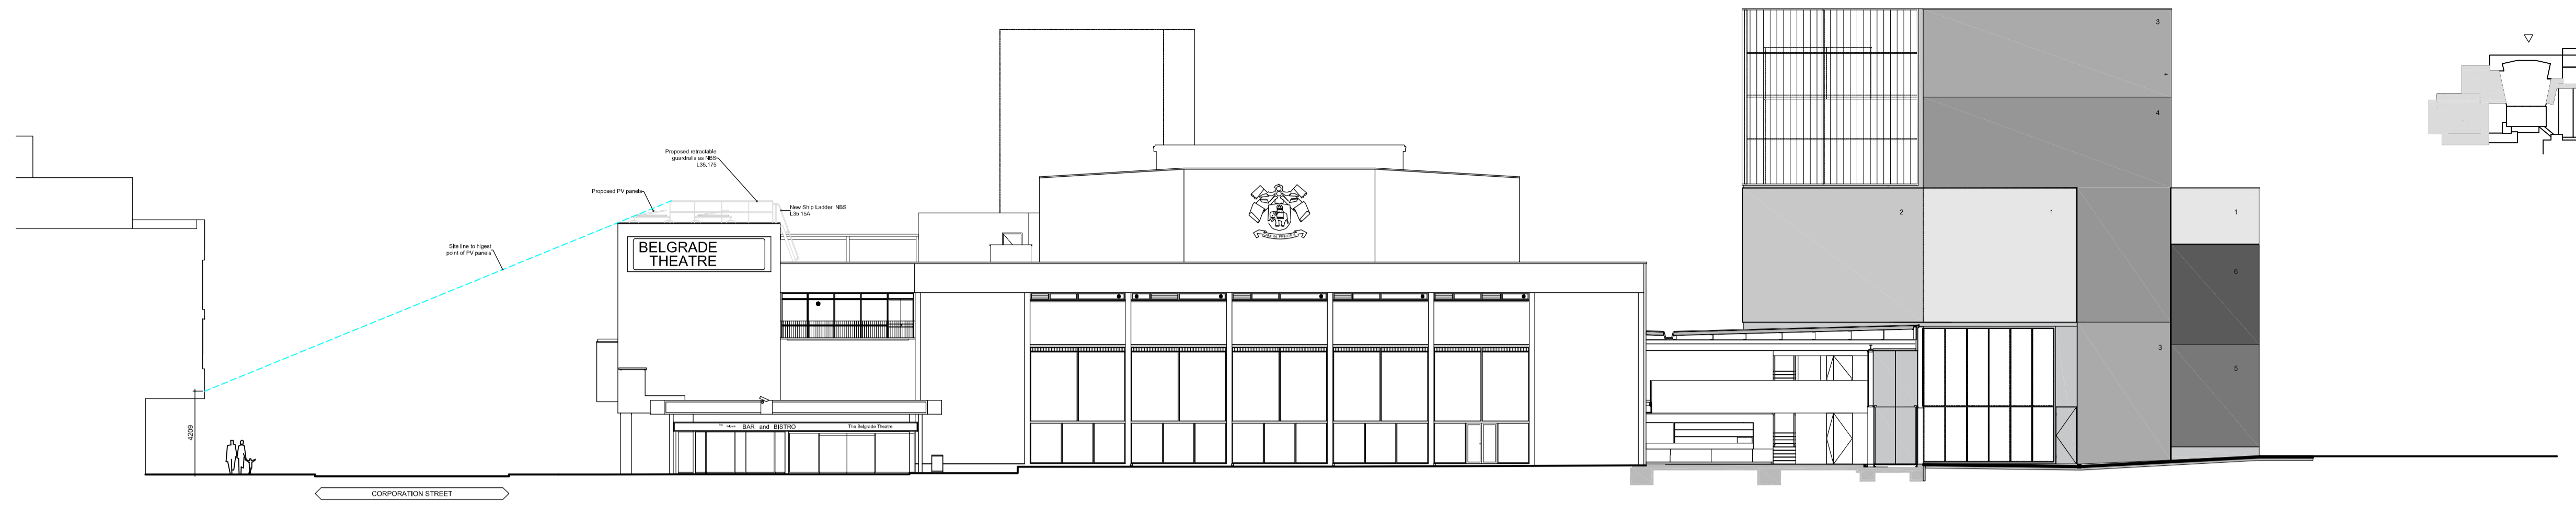 Proposed retractable
guardrails as NBS
L35.175
Proposed PV panels
New Ship Ladder. NBS
L35.15A
Site line to higest
point of PV panels
BELGRADE
THEATRE
4209
BAR and BISTRO
The Belgrade Theatre
CORPORATION STREET
3
4
2
1
1
6
3
5